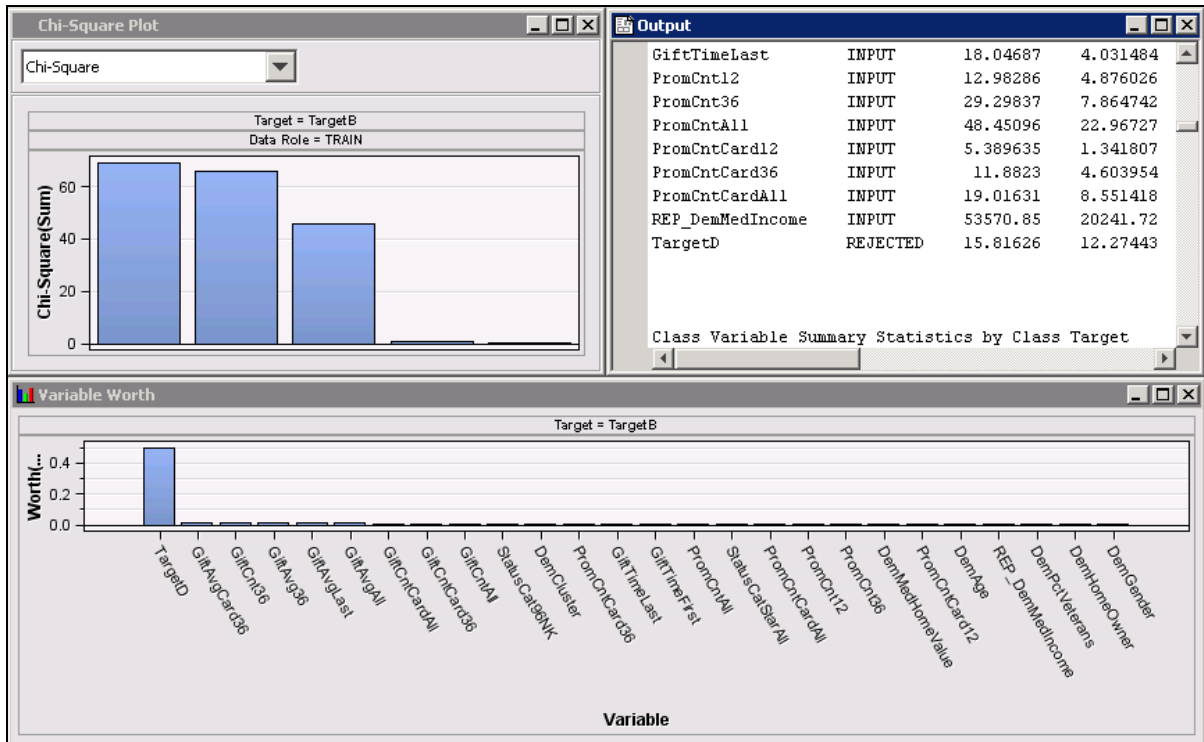 Chi-Square Plot
Chi-Square
Target = TargetB
Data Role = TRAIN
Chi-Square(Sum)
60
40
20
0
Output
GiftTimeLast INPUT 18.04687 4.031484
PromCnt12 INPUT 12.98286 4.876026
PromCnt36 INPUT 29.29837 7.864742
PromCntAll INPUT 48.45096 22.96727
PromCntCard12 INPUT 5.389635 1.341807
PromCntCard36 INPUT 11.8823 4.603954
PromCntCardAll INPUT 19.01631 8.551418
REP_DemMedIncome INPUT 53570.85 20241.72
TargetD REJECTED 15.81626 12.27443
Class Variable Summary Statistics by Class Target
Variable Worth
Target = TargetB
Worth(...
0.4
0.2
0.0
TargetD
GiftAvgCard36
GiftCnt36
GiftAvg36
GiftAvgLast
GiftAvgAll
GiftCntCardAll
GiftCntCard36
GiftCntAll
StatusCat96NK
DemCluster
PromCntCard36
GiftTimeLast
GiftTimeFirst
PromCntAll
StatusCatStarAll
PromCntCardAll
PromCnt12
PromCnt36
DemMedHomeValue
PromCntCard12
DemAge
REP_DemMedIncome
DemPctVeterans
DemHomeOwner
DemGender
Variable